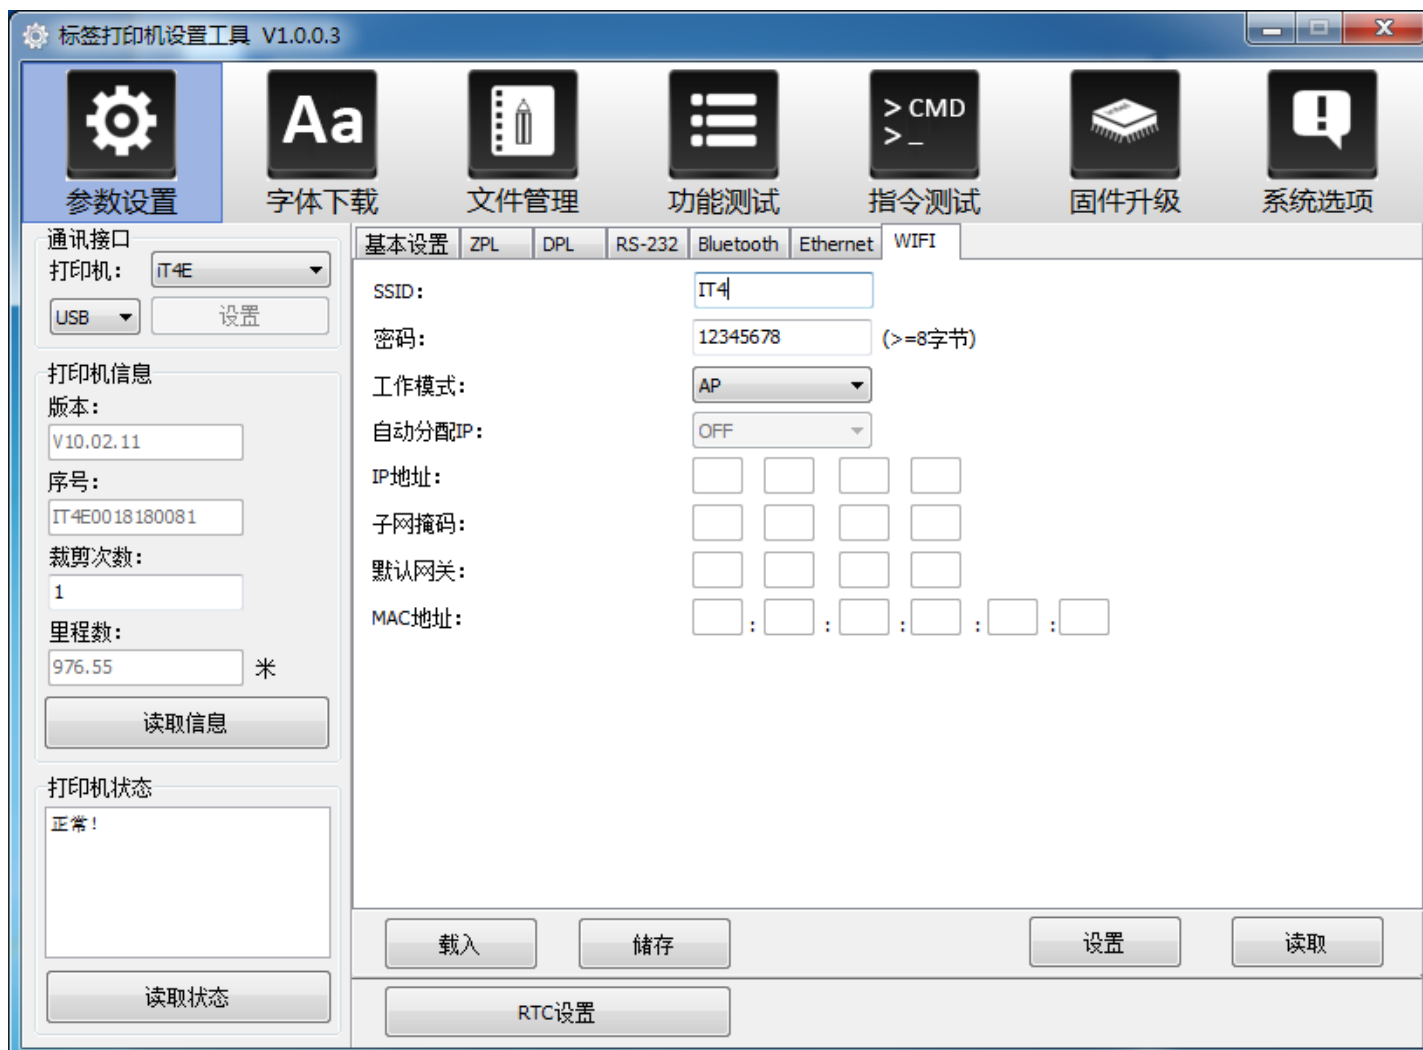 标签打印机设置工具 V1.0.0.3
Aa
> CMD
> _
参数设置 字体下载 文件管理 功能测试 指令测试 固件升级 系统选项
通讯接口
打印机： iT4E
USB 设置
打印机信息
版本：
V10.02.11
序号：
IT4E0018180081
裁剪次数：
1
里程数：
976.55 米
读取信息
打印机状态
正常！
读取状态
基本设置 ZPL DPL RS-232 Bluetooth Ethernet WIFI
SSID： IT4
密码： 12345678 (>=8字节)
工作模式： AP
自动分配IP： OFF
IP地址：
子网掩码：
默认网关：
MAC地址： : : : : :
载入 储存 设置 读取
RTC设置